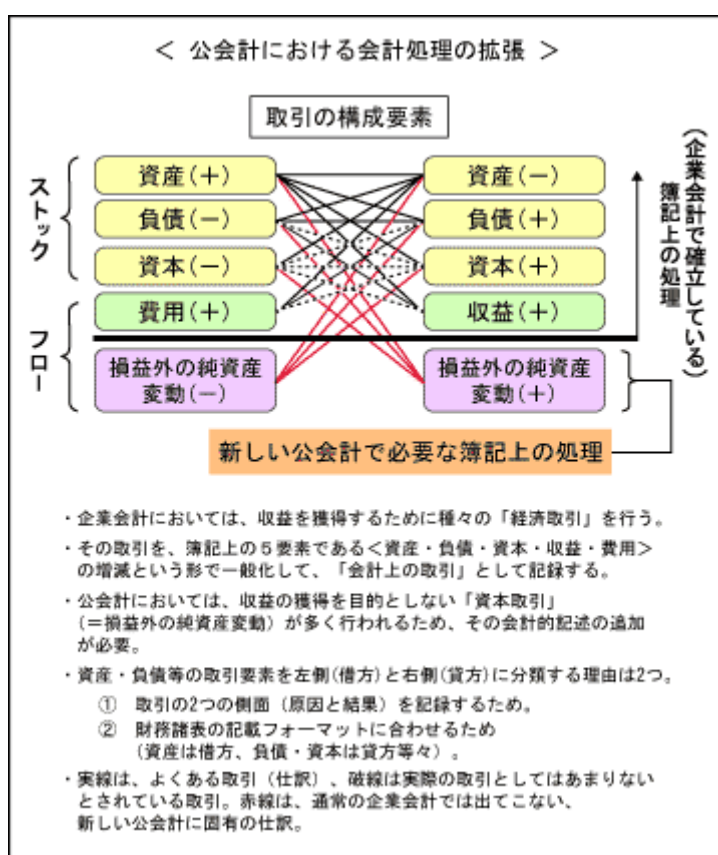 ＜ 公会計における会計処理の拡張 ＞
取引の構成要素
ストック
資産(＋)
負債(－)
資本(－)
フロー
費用(＋)
損益外の純資産
変動(－)
資産(－)
負債(＋)
資本(＋)
収益(＋)
損益外の純資産
変動(＋)
(企業会計で確立している)
簿記上の処理
新しい公会計で必要な簿記上の処理
・企業会計においては、収益を獲得するために種々の「経済取引」を行う。
・その取引を、簿記上の５要素である＜資産・負債・資本・収益・費用＞
の増減という形で一般化して、「会計上の取引」として記録する。
・公会計においては、収益の獲得を目的としない「資本取引」
（＝損益外の純資産変動）が多く行われるため、その会計的記述の追加
が必要。
・資産・負債等の取引要素を左側(借方)と右側(貸方)に分類する理由は2つ。
① 取引の2つの側面（原因と結果）を記録するため。
② 財務諸表の記載フォーマットに合わせるため
（資産は借方、負債・資本は貸方等々）。
・実線は、よくある取引（仕訳）、破線は実際の取引としてはあまりない
とされている取引。赤線は、通常の企業会計では出てこない、
新しい公会計に固有の仕訳。